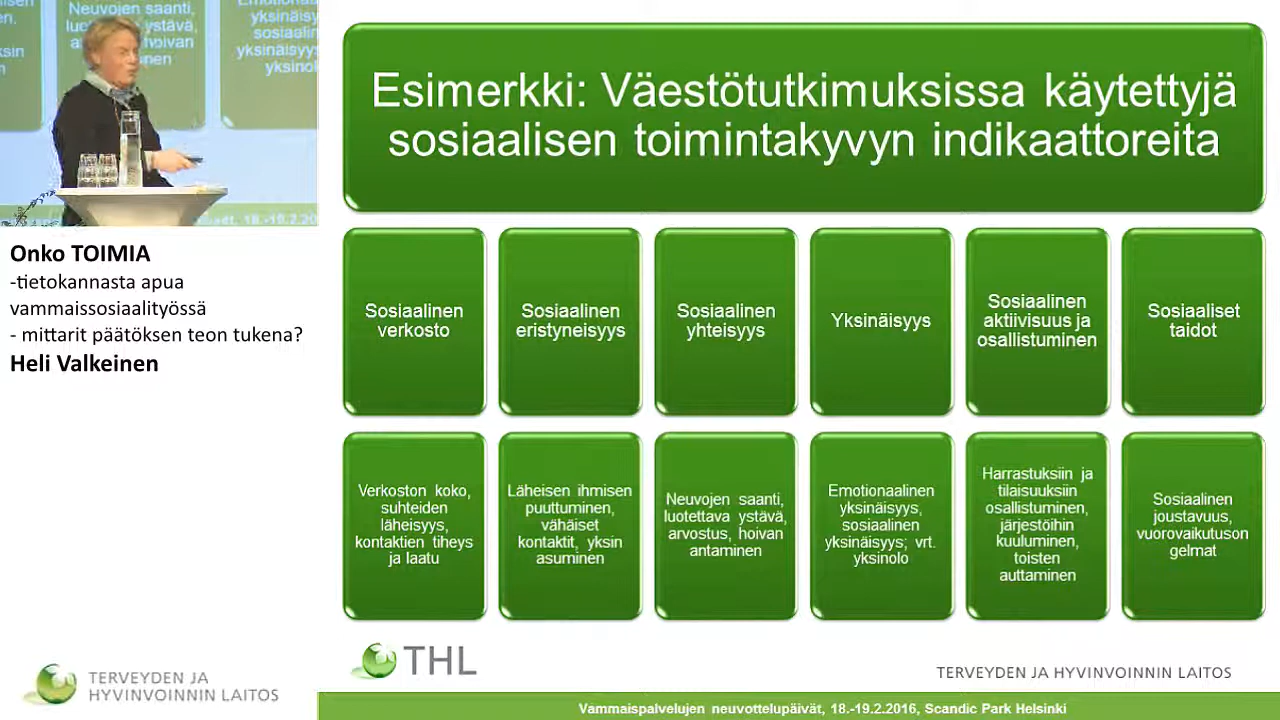 Neuvojen saanti,
Onko TOIMIA
-tietokannasta apua
vammaissosiaalityössä
- mittarit päätöksen teon tukena?
Heli Valkeinen
TERVEYDEN JA
HYVINVOINNIN LAITOS
Esimerkki: Väestötutkimuksissa käytettyjä
sosiaalisen toimintakyvyn indikaattoreita
Sosiaalinen
verkosto
Sosiaalinen
eristyneisyys
Sosiaalinen
yhteisyys
Yksinäisyys
Sosiaalinen
aktiivisuus ja
osallistuminen
Sosiaaliset
taidot
Verkoston koko,
suhteiden
läheisyys,
kontaktien tiheys
ja laatu
Läheisen ihmisen
puuttuminen,
vähäiset
kontaktit, yksin
asuminen
Neuvojen saanti,
luotettava ystävä,
arvostus, hoivan
antaminen
Emotionaalinen
yksinäisyys,
sosiaalinen
yksinäisyys; vrt.
yksinolo
Harrastuksiin ja
tilaisuuksiin
osallistuminen,
järjestöihin
kuuluminen,
toisten
auttaminen
Sosiaalinen
joustavuus,
vuorovaikutuson
gelmat
THL
TERVEYDEN JA HYVINVOINNIN LAITOS
Vammaispalvelujen neuvottelupäivät, 18.-19.2.2016, Scandic Park Helsinki